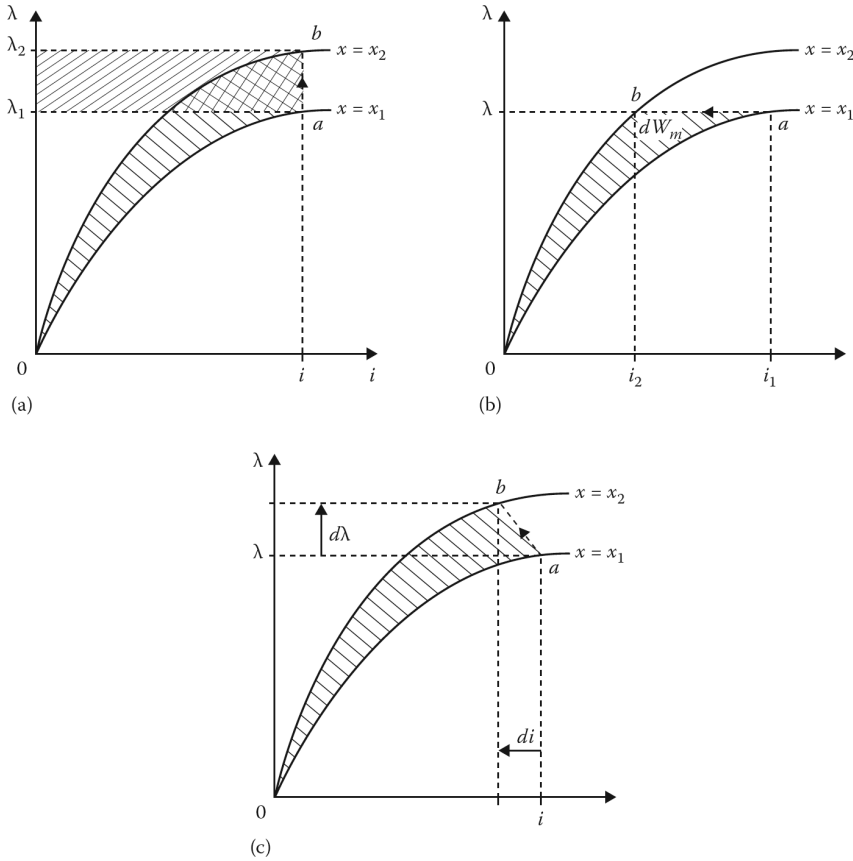 λ
λ₂
b
x = x₂
λ₁
a
x = x₁
0
i
i
(a)
λ
x = x₂
b
λ
x = x₁
dWₘ
a
0
i₂
i₁
(b)
λ
b
x = x₂
dλ
λ
x = x₁
a
di
0
i
(c)